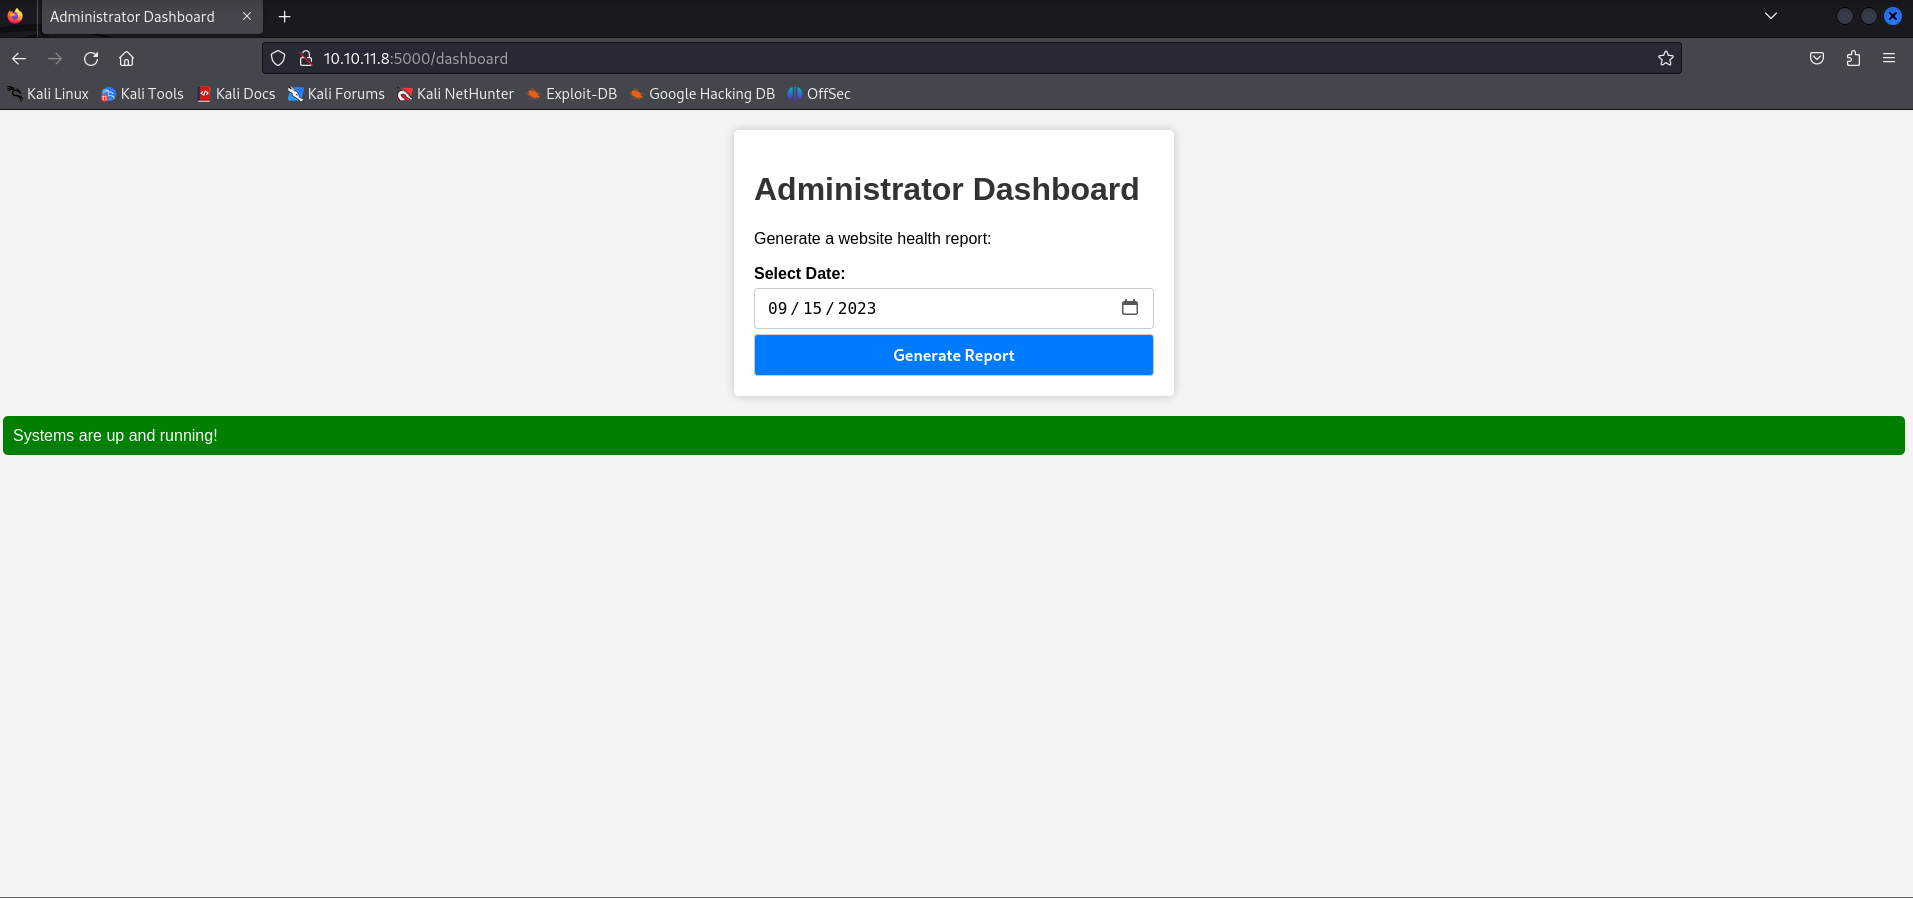 Administrator Dashboard
10.10.11.8:5000/dashboard
Kali Linux Kali Tools Kali Docs Kali Forums Kali NetHunter Exploit-DB Google Hacking DB OffSec
Administrator Dashboard
Generate a website health report:
Select Date:
09/15/2023
Generate Report
Systems are up and running!